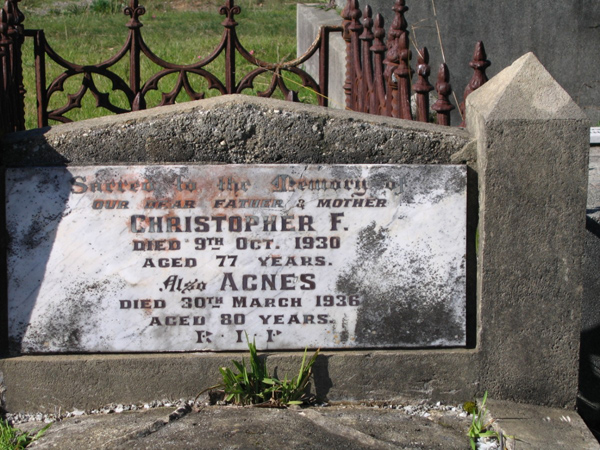 Sacred to the Memory of
OUR DEAR FATHER & MOTHER
CHRISTOPHER F.
DIED 9TH OCT. 1930
AGED 77 YEARS.
Also AGNES
DIED 30TH MARCH 1936
AGED 80 YEARS.
R·I·P